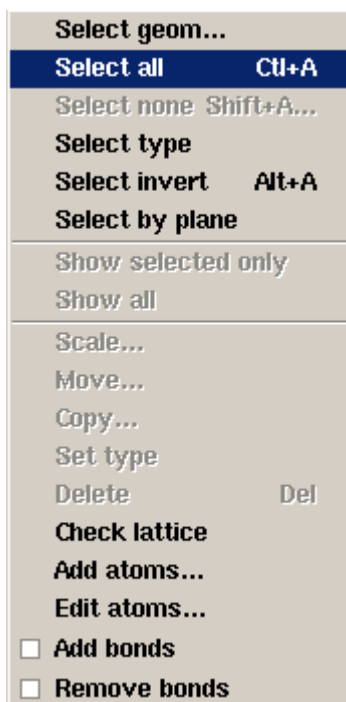 Select geom...
Select all Ctl+A
Select none Shift+A...
Select type
Select invert Alt+A
Select by plane
Show selected only
Show all
Scale...
Move...
Copy...
Set type
Delete Del
Check lattice
Add atoms...
Edit atoms...
Add bonds
Remove bonds